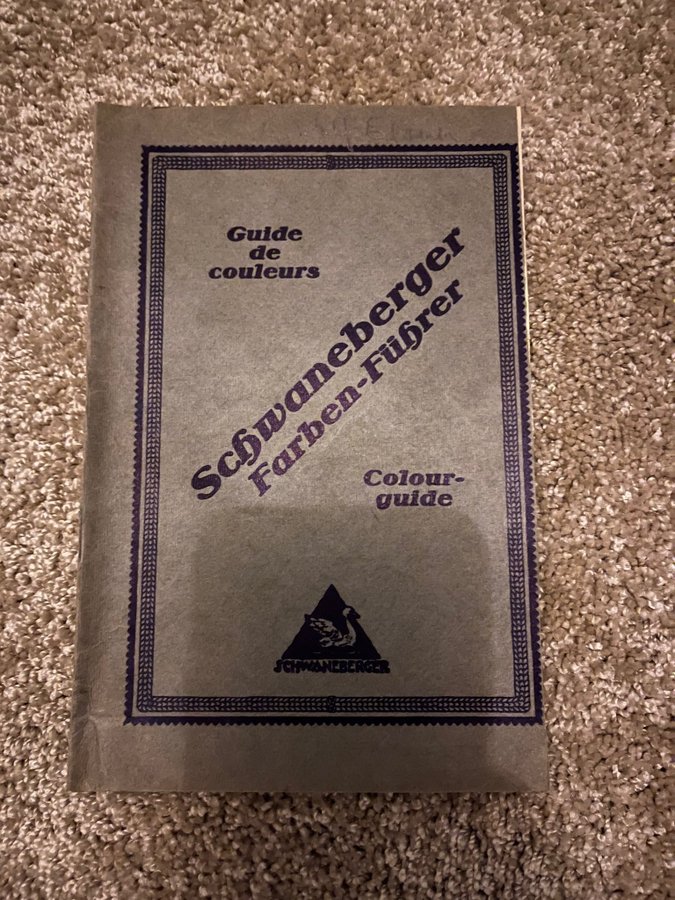 Guide
de
couleurs
Schwaneberger
Farben-Führer
Colour-
guide
SCHWANEBERGER